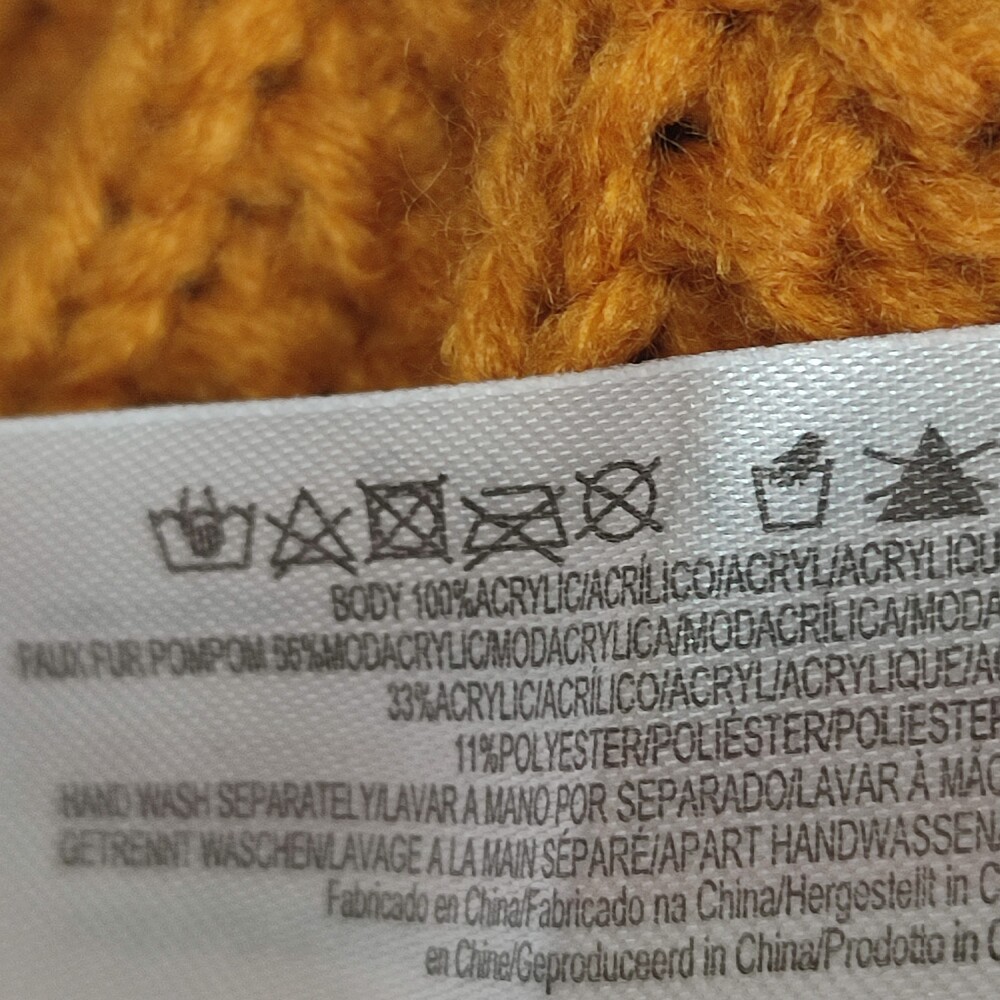 BODY 100%ACRYLIC/ACRÍLICO/ACRYL/ACRYLIQU
FAUX FUR POMPOM 56%MODACRYLIC/MODACRYLICA/MODACRÍLICA/MODA
33%ACRYLIC/ACRÍLICO/ACRYL/ACRYLIQUE/AC
11%POLYESTER/POLIÉSTER/POLIÉSTER
HAND WASH SEPARATELY/LAVAR A MANO POR SEPARADO/LAVAR À MÁO
GETRENNT WASCHEN/LAVAGE A LA MAIN SÉPARÉ/APART HANDWASSEN
Fabricado en China/Fabricado na China/Hergestellt in C
en Chine/Geproduceerd in China/Prodotto in C